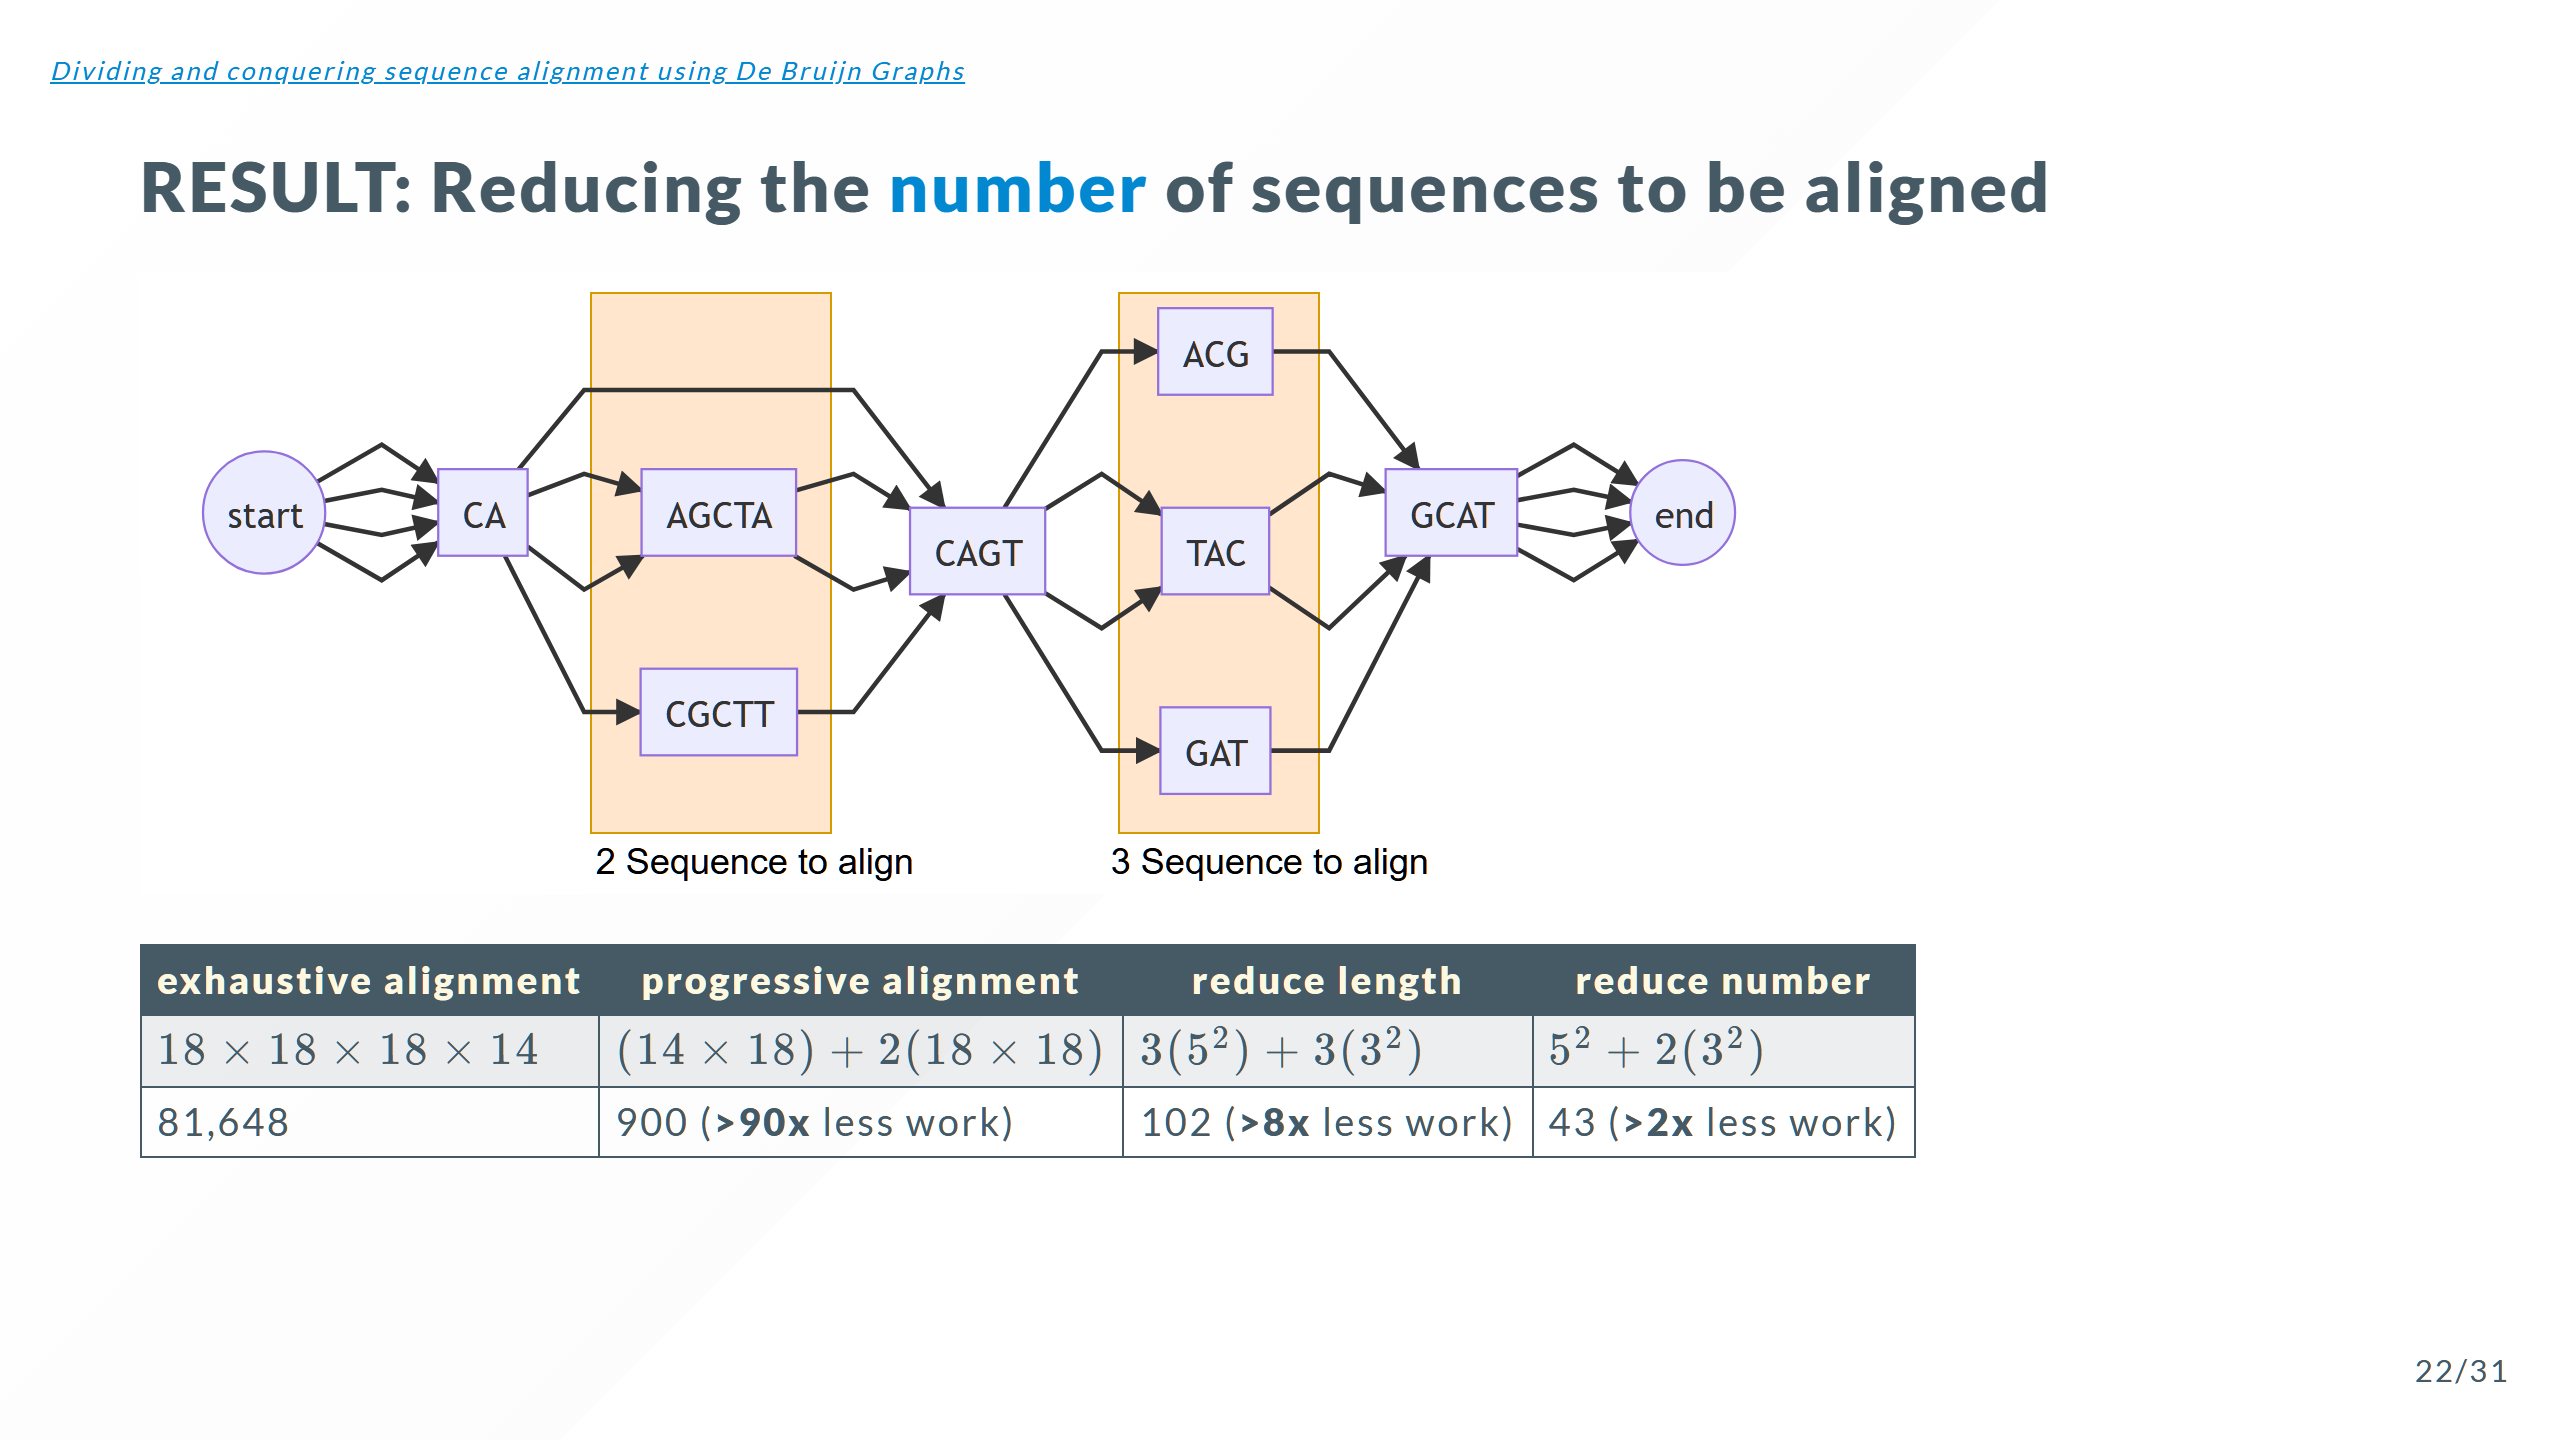 Dividing and conquering sequence alignment using De Bruijn Graphs
RESULT: Reducing the number of sequences to be aligned
ACG
start
CA
AGCTA
CAGT
TAC
GCAT
end
CGCTT
GAT
2 Sequence to align
3 Sequence to align
exhaustive alignment progressive alignment reduce length reduce number
18 × 18 × 18 × 14 (14 × 18) + 2(18 × 18) 3(5²) + 3(3²) 5² + 2(3²)
81,648 900 (>90x less work) 102 (>8x less work) 43 (>2x less work)
22/31